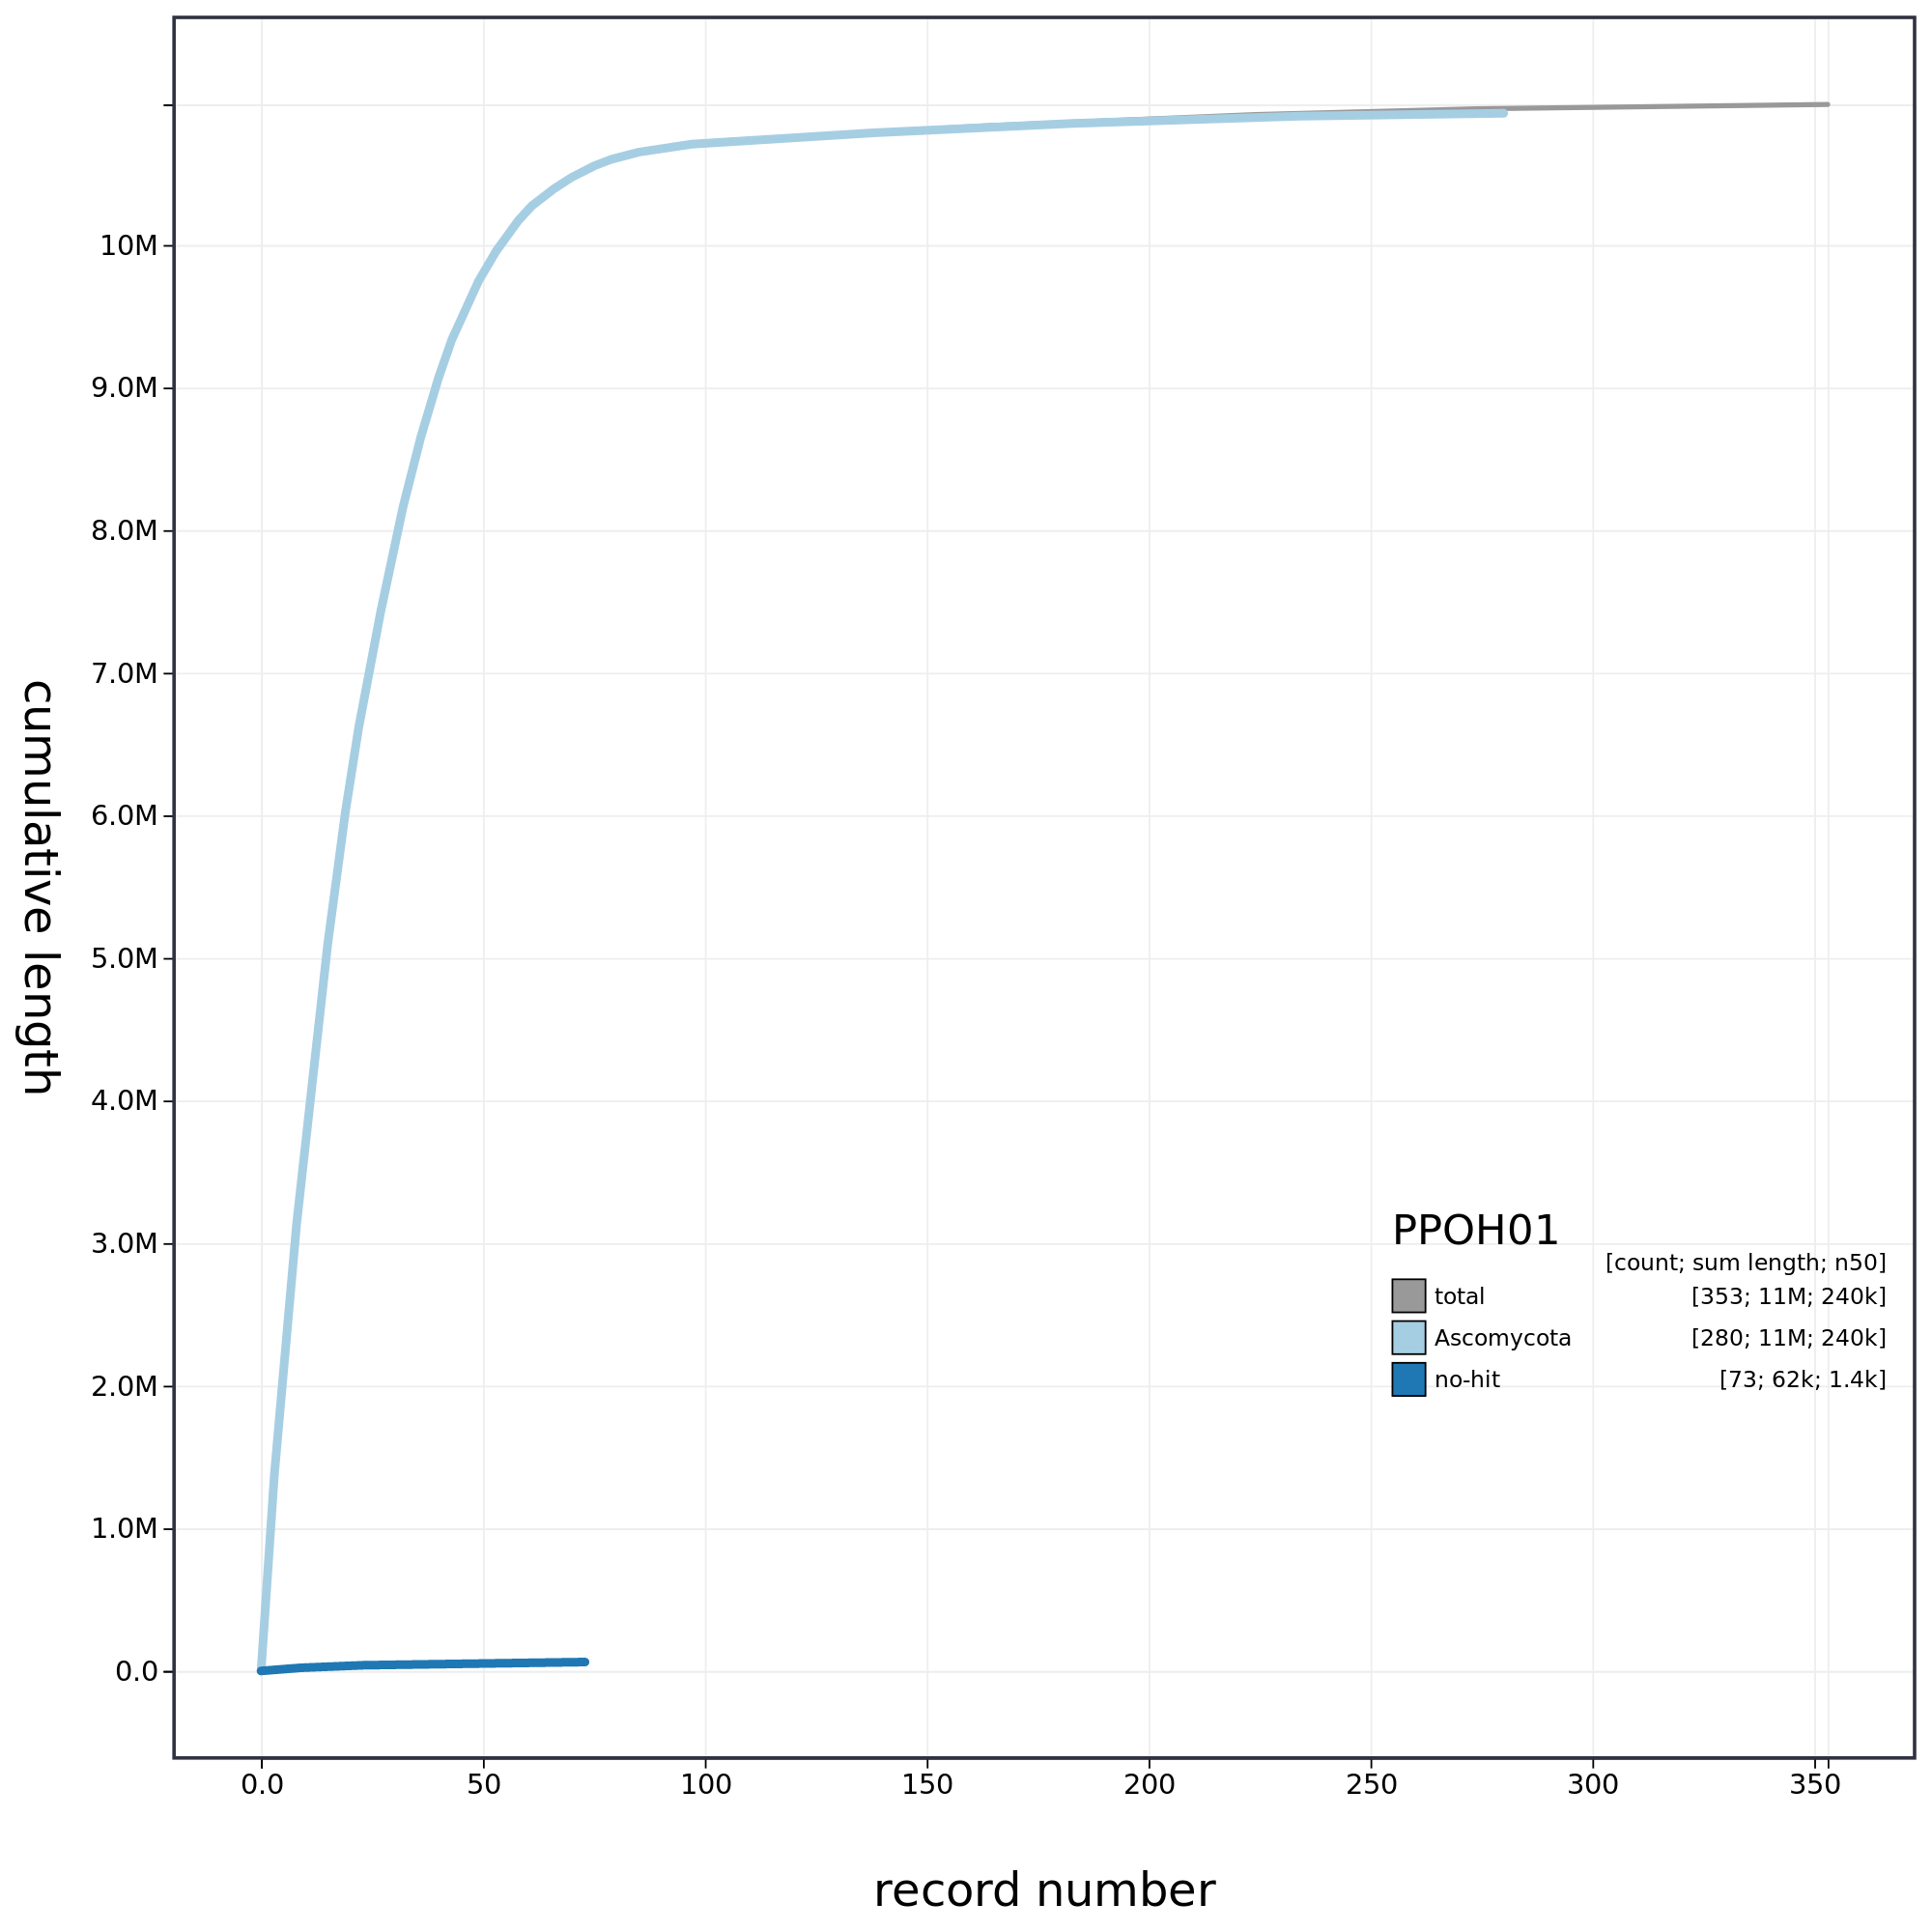 cumulative length
10M
9.0M
8.0M
7.0M
6.0M
5.0M
4.0M
3.0M
2.0M
1.0M
0.0
PPOH01
[count; sum length; n50]
total [353; 11M; 240k]
Ascomycota [280; 11M; 240k]
no-hit [73; 62k; 1.4k]
0.0 50 100 150 200 250 300 350
record number